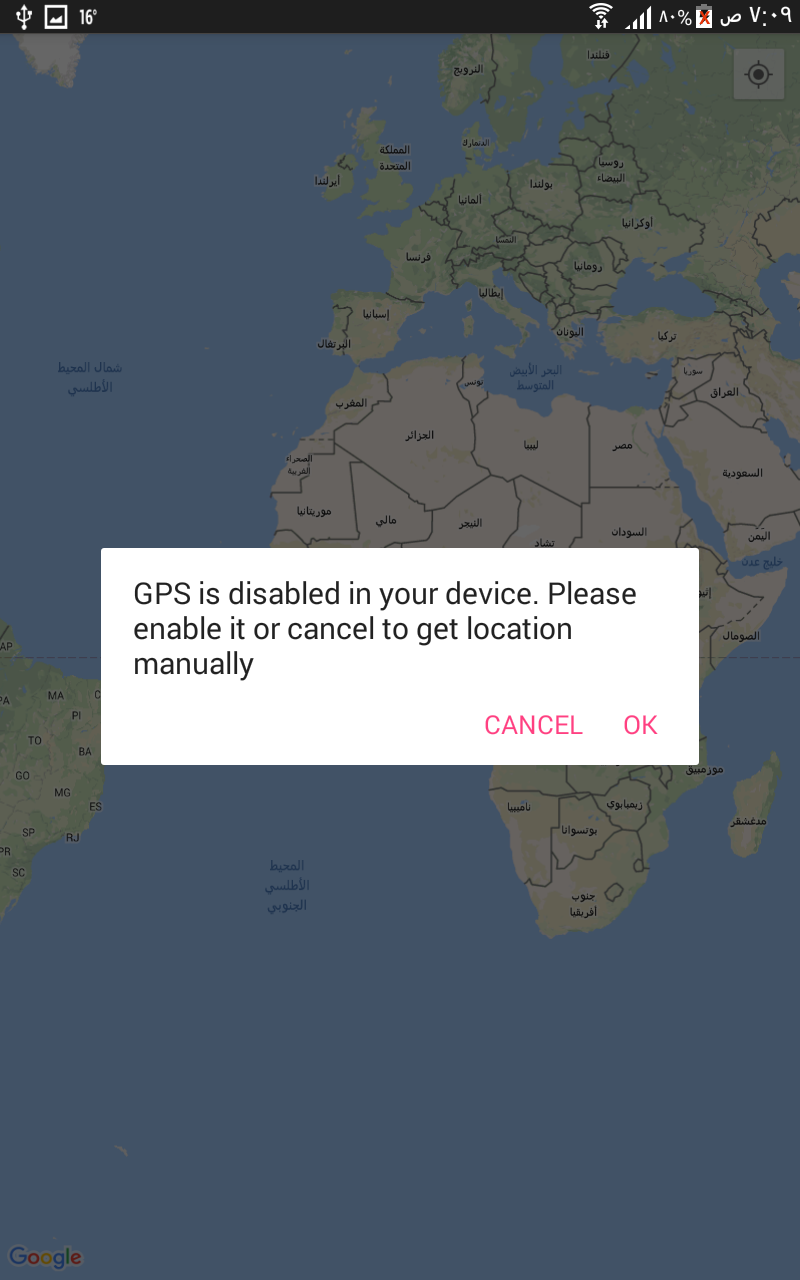 16°
٨٠% ٧:٠٩ ص
النرويج
فنلندا
الدنمارك
المملكة
المتحدة
أيرلندا
روسيا
البيضاء
بولندا
ألمانيا
أوكرانيا
النمسا
فرنسا
رومانيا
إيطاليا
إسبانيا
اليونان
تركيا
البرتغال
شمال المحيط
الأطلسي
البحر الأبيض
المتوسط
سوريا
تونس
العراق
المغرب
الجزائر
ليبيا
مصر
الصحراء
الغربية
السعودية
موريتانيا
مالي
النيجر
السودان
تشاد
اليمن
خليج عدن
GPS is disabled in your device. Please
enable it or cancel to get location
manually
CANCEL OK
الصومال
AP
PA
MA
PI
TO
BA
GO
MG
ES
SP
RJ
PR
SC
موزمبيق
ناميبيا
زيمبابوي
بوتسوانا
مدغشقر
المحيط
الأطلسي
الجنوبي
جنوب
أفريقيا
Google